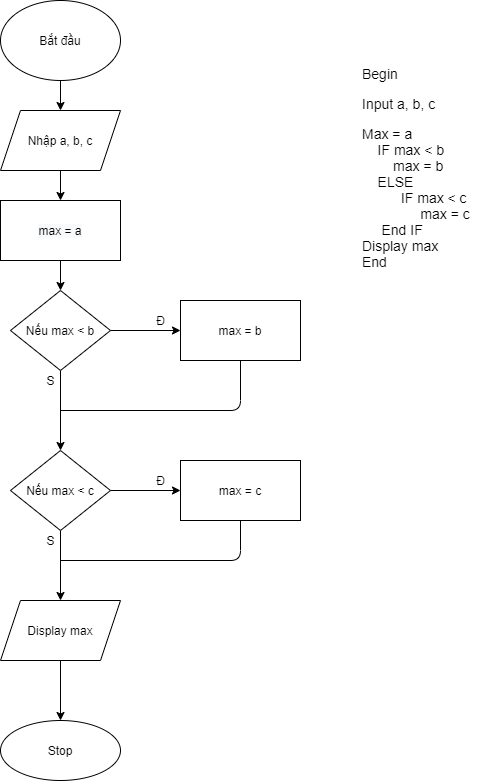 Bắt đầu
Nhập a, b, c
max = a
Nếu max < b
Đ
max = b
S
Nếu max < c
Đ
max = c
S
Display max
Stop
Begin
Input a, b, c
Max = a
IF max < b
max = b
ELSE
IF max < c
max = c
End IF
Display max
End